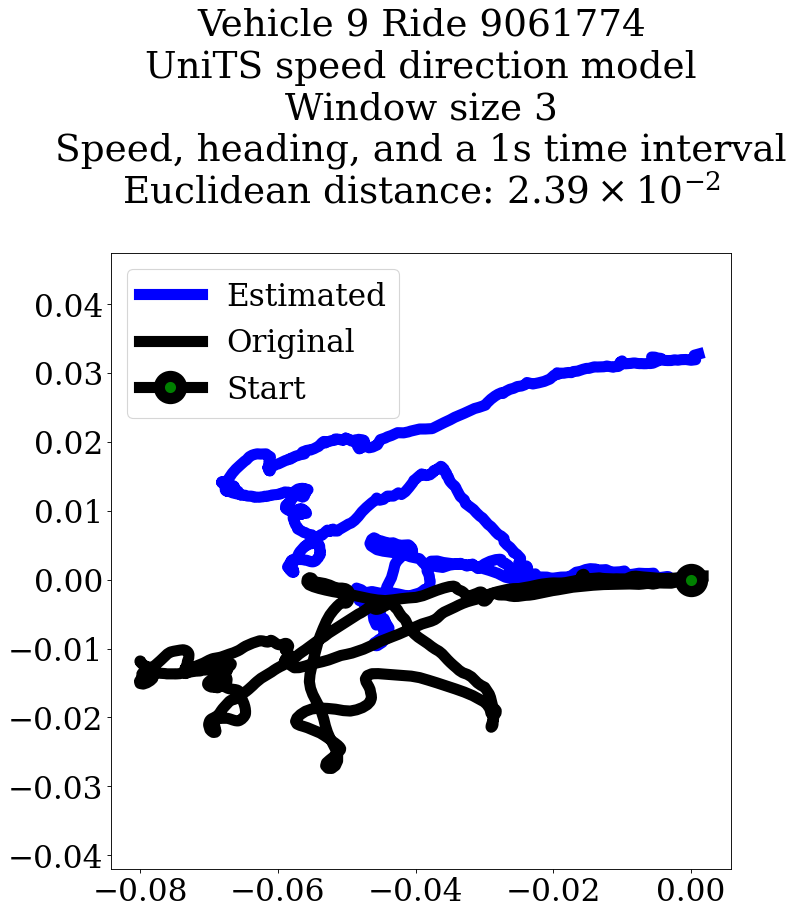 Vehicle 9 Ride 9061774
UniTS speed direction model
Window size 3
Speed, heading, and a 1s time interval
Euclidean distance: 2.39 × 10⁻²
Estimated
Original
Start
0.04
0.03
0.02
0.01
0.00
−0.01
−0.02
−0.03
−0.04
−0.08 −0.06 −0.04 −0.02 0.00